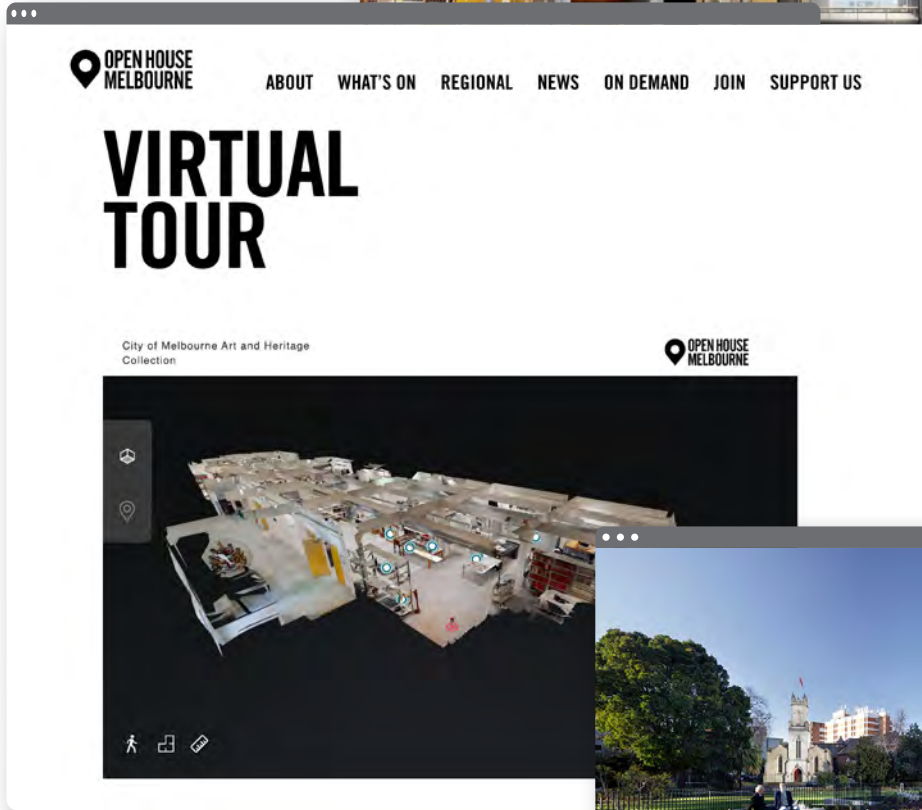 OPEN HOUSE
MELBOURNE
ABOUT WHAT'S ON REGIONAL NEWS ON DEMAND JOIN SUPPORT US
VIRTUAL
TOUR
City of Melbourne Art and Heritage
Collection
OPEN HOUSE
MELBOURNE